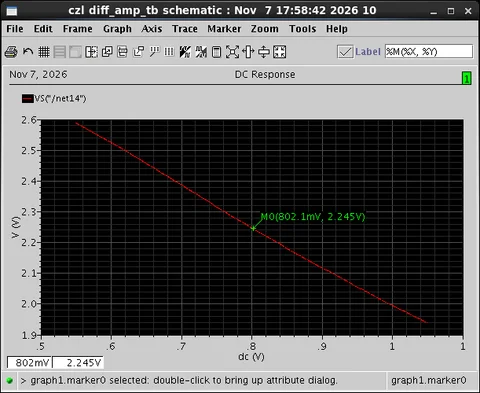 czl diff_amp_tb schematic : Nov 7 17:58:42 2026 10
File Edit Frame Graph Axis Trace Marker Zoom Tools Help
Label %M(%X, %Y)
Nov 7, 2026 DC Response 1
VS("/net14")
2.6
2.5
2.4
2.3
2.2
2.1
2.0
1.9
V (V)
M0(802.1mV, 2.245V)
.5 .6 .7 .8 .9 1 .1
dc (V)
802mV 2.245V
> graph1.marker0 selected: double-click to bring up attribute dialog. graph1.marker0